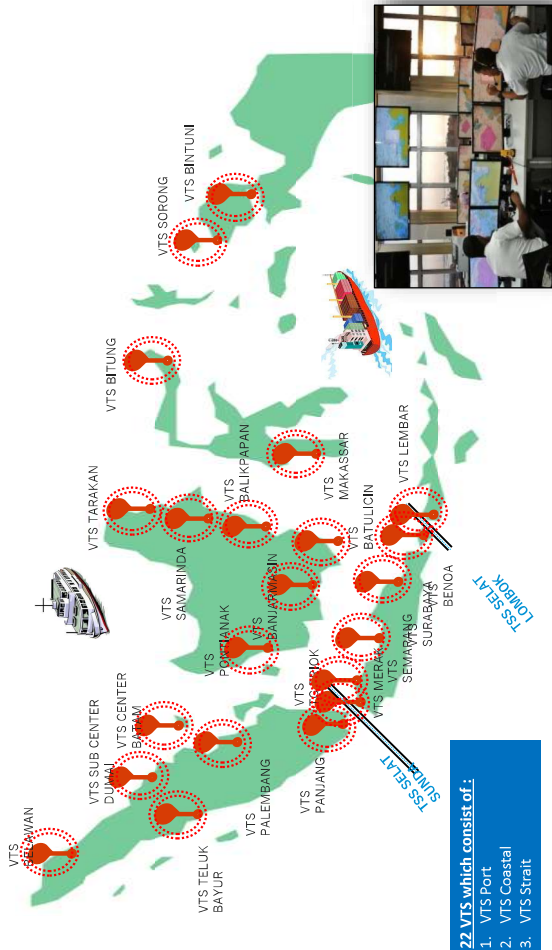 VTS
BELAWAN
VTS SUB CENTER
DUMAI
VTS CENTER
BATAM
VTS TARAKAN
VTS BITUNG
VTS SORONG
VTS BINTUNI
VTS TELUK
BAYUR
VTS
PALEMBANG
VTS
PONTIANAK
VTS
SAMARINDA
VTS
BANJARMASIN
VTS
BALIKPAPAN
VTS
PANJANG
VTS
VTS MERAK
VTS
SEMARANG
VTS
SURABAYA
VTS
BENOA
VTS
BATULICIN
VTS
MAKASSAR
VTS LEMBAR
TSS SELAT
SUNDA
TSS SELAT
LOMBOK
22 VTS which consist of :
1. VTS Port
2. VTS Coastal
3. VTS Strait